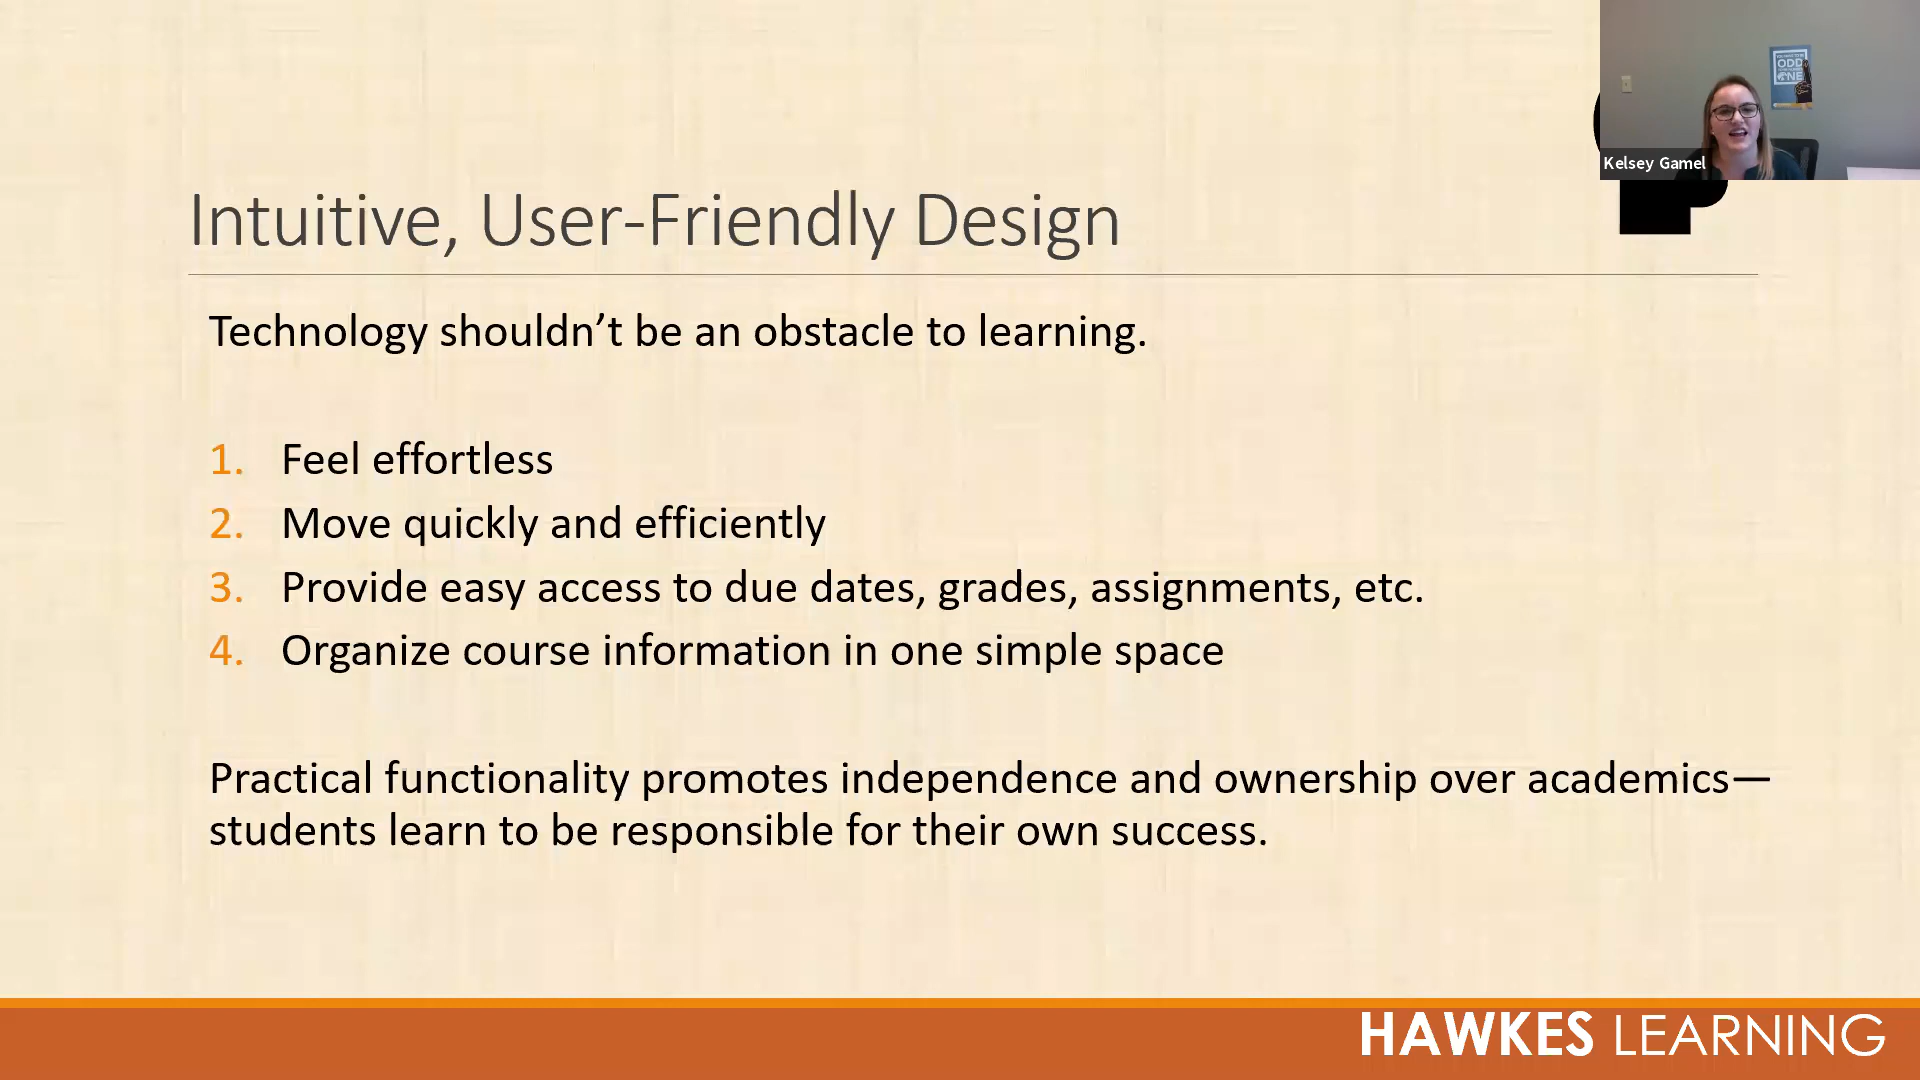 ODD
ONE
Kelsey Gamel
Intuitive, User-Friendly Design
Technology shouldn’t be an obstacle to learning.
1. Feel effortless
2. Move quickly and efficiently
3. Provide easy access to due dates, grades, assignments, etc.
4. Organize course information in one simple space
Practical functionality promotes independence and ownership over academics—
students learn to be responsible for their own success.
HAWKES LEARNING